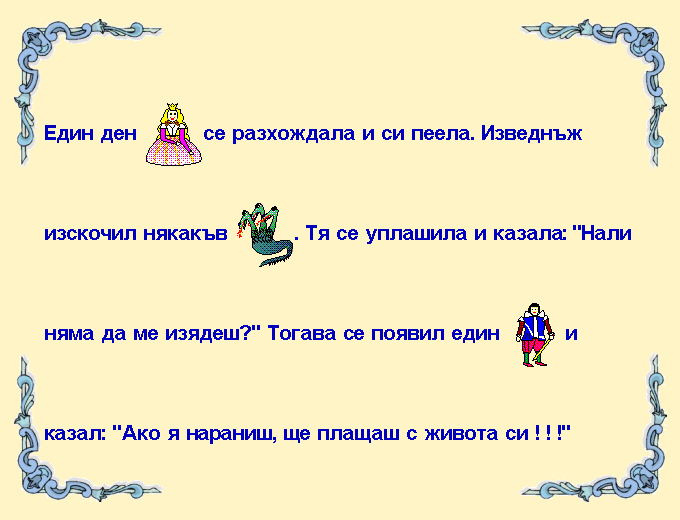 Един ден се разхождала и си пеела. Изведнъж
изскочил някакъв . Тя се уплашила и казала: "Нали
няма да ме изядеш?" Тогава се появил един и
казал: "Ако я нараниш, ще плащаш с живота си ! ! !"